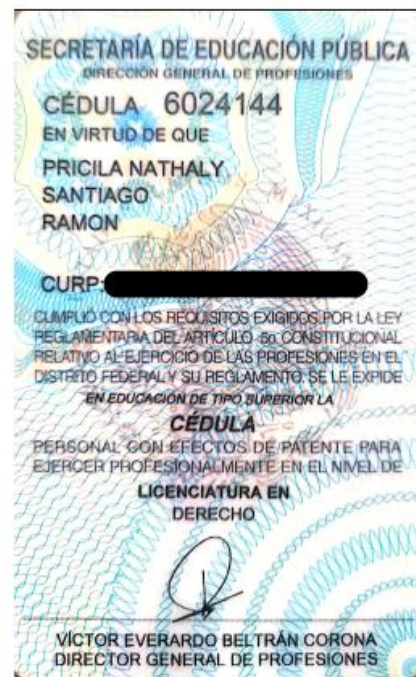 SECRETARÍA DE EDUCACIÓN PÚBLICA
DIRECCIÓN GENERAL DE PROFESIONES
CÉDULA 6024144
EN VIRTUD DE QUE
PRICILA NATHALY
SANTIAGO
RAMON
CURP:
CUMPLIO CON LOS REQUISITOS EXIGIDOS POR LA LEY
REGLAMENTARIA DEL ARTÍCULO 5o. CONSTITUCIONAL
RELATIVO AL EJERCICIO DE LAS PROFESIONES EN EL
DISTRITO FEDERAL Y SU REGLAMENTO, SE LE EXPIDE
EN EDUCACIÓN DE TIPO SUPERIOR LA
CÉDULA
PERSONAL CON EFECTOS DE PATENTE PARA
EJERCER PROFESIONALMENTE EN EL NIVEL DE
LICENCIATURA EN
DERECHO
VÍCTOR EVERARDO BELTRÁN CORONA
DIRECTOR GENERAL DE PROFESIONES